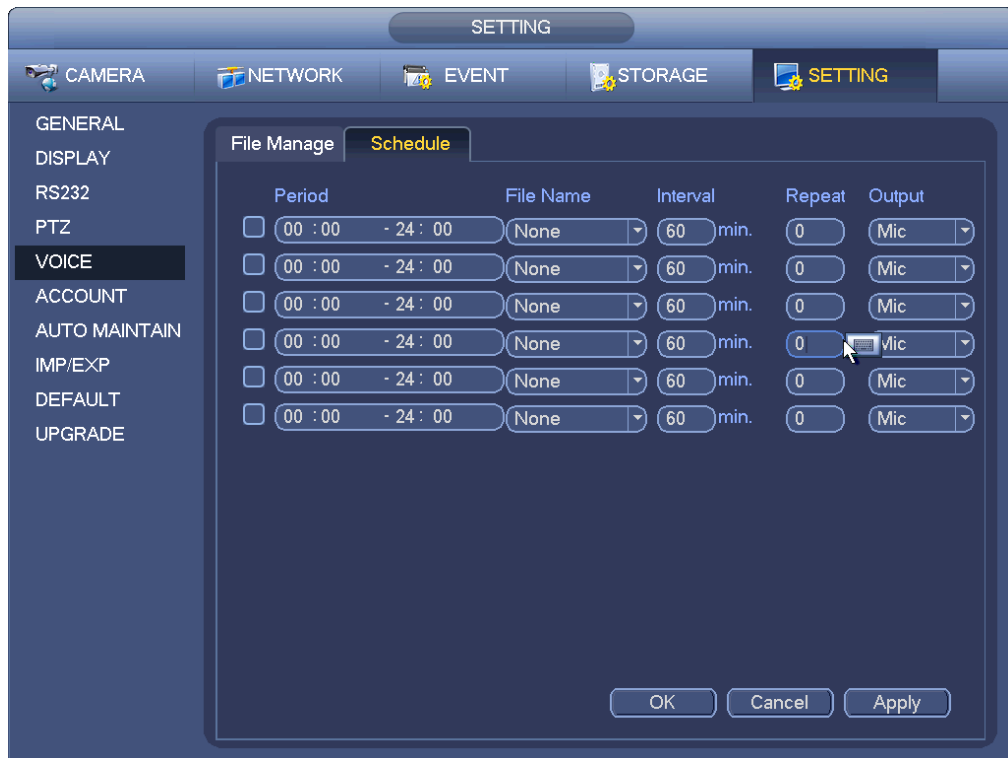 SETTING
CAMERA NETWORK EVENT STORAGE SETTING
GENERAL
DISPLAY
RS232
PTZ
VOICE
ACCOUNT
AUTO MAINTAIN
IMP/EXP
DEFAULT
UPGRADE
File Manage Schedule
Period File Name Interval Repeat Output
00 :00 - 24 : 00 None 60 min. 0 Mic
00 :00 - 24 : 00 None 60 min. 0 Mic
00 :00 - 24 : 00 None 60 min. 0 Mic
00 :00 - 24 : 00 None 60 min. 0 Mic
00 :00 - 24 : 00 None 60 min. 0 Mic
00 :00 - 24 : 00 None 60 min. 0 Mic
OK Cancel Apply